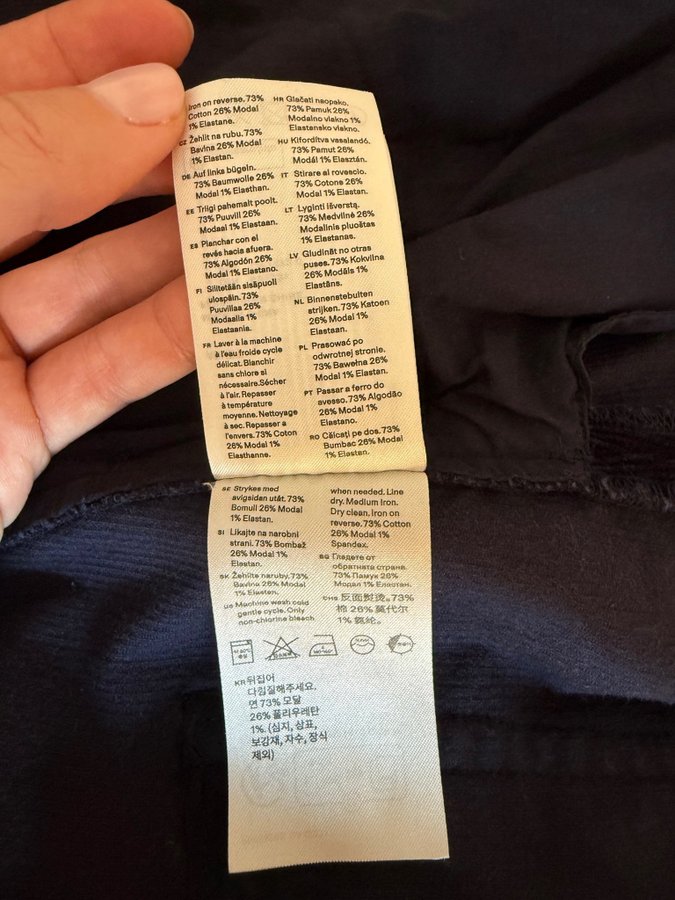 Iron on reverse.73%
Cotton 26% Modal
1% Elastane.
CZ Žehlit na rubu.73%
Bavlna 26% Modal
1% Elastan.
DE Auf links bügeln.
73% Baumwolle 26%
Modal 1% Elasthan.
EE Triigi pahemalt poolt.
73% Puuvill 26%
Modaal 1% Elastaan.
ES Planchar con el
revés hacia afuera.
73% Algodón 26%
Modal 1% Elastano.
FI Silitetään sisäpuoli
ulospäin.73%
Puuvillaa 26%
Modaalia 1%
Elastaania.
FR Laver à la machine
à l'eau froide cycle
délicat. Blanchir
sans chlore si
nécessaire.Sécher
à l'air. Repasser
à température
moyenne. Nettoyage
à sec. Repasser a
l'envers.73% Coton
26% Modal 1%
Elasthanne.
HR Glačati naopako.
73% Pamuk 26%
Modalno vlakno 1%
Elastansko vlakno.
HU Kifordítva vasalandó.
73% Pamut 26%
Modál 1% Elasztán.
IT Stirare al rovescio.
73% Cotone 26%
Modal 1% Elastan.
LT Lyginti išverstą.
73% Medvilnė 26%
Modalinis pluoštas
1% Elastanas.
LV Gludināt no otras
puses.73% Kokvilna
26% Modāls 1%
Elastāns.
NL Binnenstebuiten
strijken.73% Katoen
26% Modal 1%
Elastaan.
PL Prasować po
odwrotnej stronie.
73% Bawełna 26%
Modal 1% Elastan.
PT Passar a ferro do
avesso.73% Algodão
26% Modal 1%
Elastano.
RO Călcați pe dos.73%
Bumbac 26% Modal
1% Elastan.
SE Strykes med
avigsidan utåt.73%
Bomull 26% Modal
1% Elastan.
SI Likajte na narobni
strani.73% Bombaž
26% Modal 1%
Elastan.
SK Žehlite naruby.73%
Bavlna 26% Modal
1% Elastan.
US Machine wash cold
gentle cycle. Only
non-chlorine bleach
when needed. Line
dry. Medium iron.
Dry clean. Iron on
reverse.73% Cotton
26% Modal 1%
Spandex.
BG Гладете от
обратната страна.
73% Памук 26%
Модал 1% Еластан.
CHS 反面熨烫。73%
棉 26% 莫代尔
1% 氨纶。
KR 뒤집어
다림질해주세요.
면 73% 모달
26% 폴리우레탄
1%. (심지, 상표,
보강재, 자수, 장식
제외)